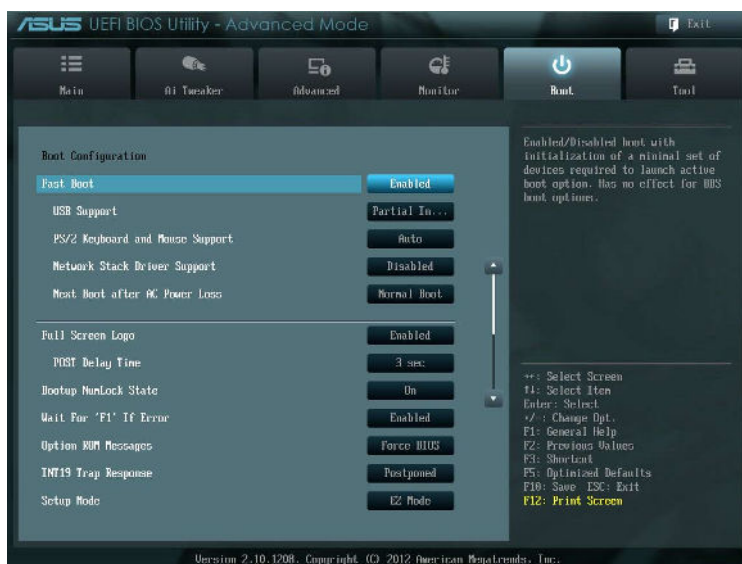 ASUS UEFI BIOS Utility - Advanced Mode
Exit
Main
Ai Tweaker
Advanced
Monitor
Boot
Tool
Boot Configuration
Fast Boot Enabled
USB Support Partial In...
PS/2 Keyboard and Mouse Support Auto
Network Stack Driver Support Disabled
Next Boot after AC Power Loss Normal Boot
Full Screen Logo Enabled
POST Delay Time 3 sec
Bootup NumLock State On
Wait For 'F1' If Error Enabled
Option ROM Messages Force BIOS
INT19 Trap Response Postponed
Setup Mode EZ Mode
Enabled/Disabled boot with
initialization of a minimal set of
devices required to launch active
boot option. Has no effect for BBS
boot options.
→←: Select Screen
↑↓: Select Item
Enter: Select
+/-: Change Opt.
F1: General Help
F2: Previous Values
F3: Shortcut
F5: Optimized Defaults
F10: Save ESC: Exit
F12: Print Screen
Version 2.10.1208. Copyright (C) 2012 American Megatrends, Inc.